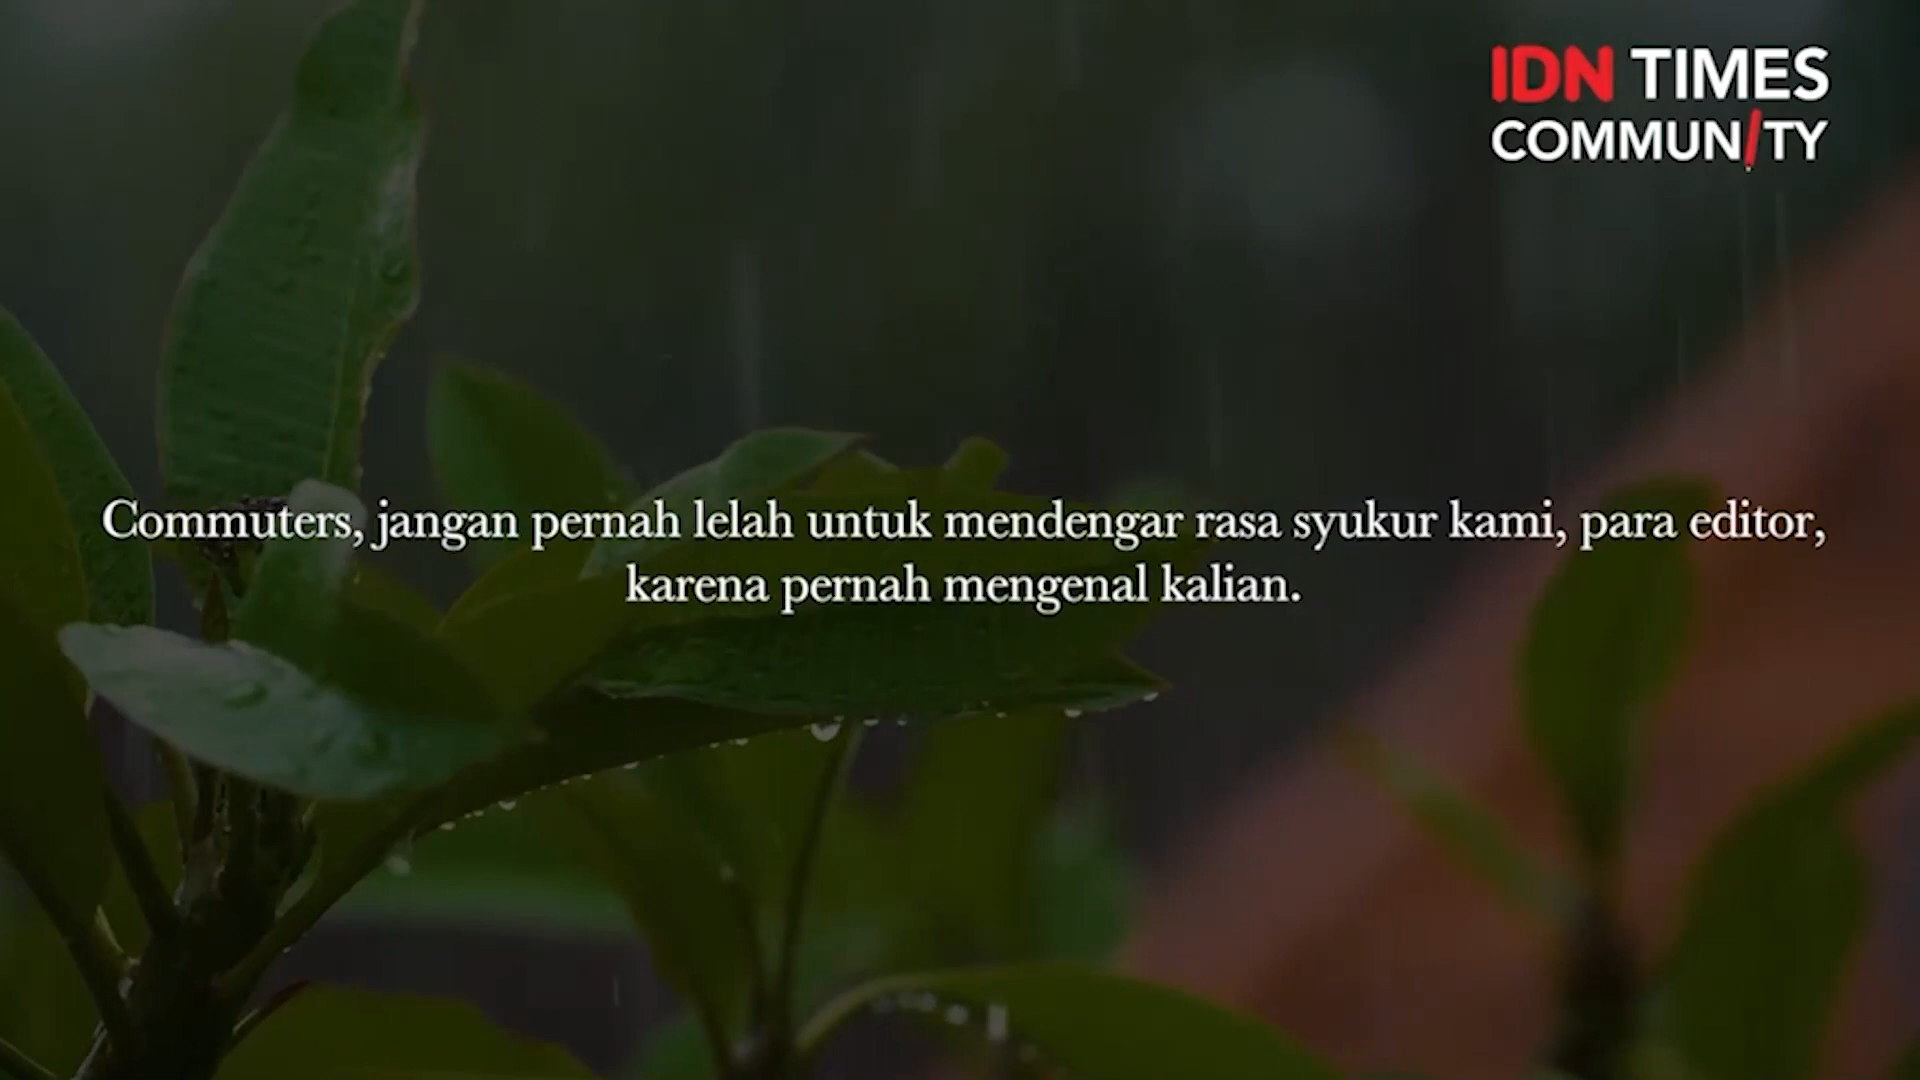 IDN TIMES
COMMUNITY
Commuters, jangan pernah lelah untuk mendengar rasa syukur kami, para editor,
karena pernah mengenal kalian.